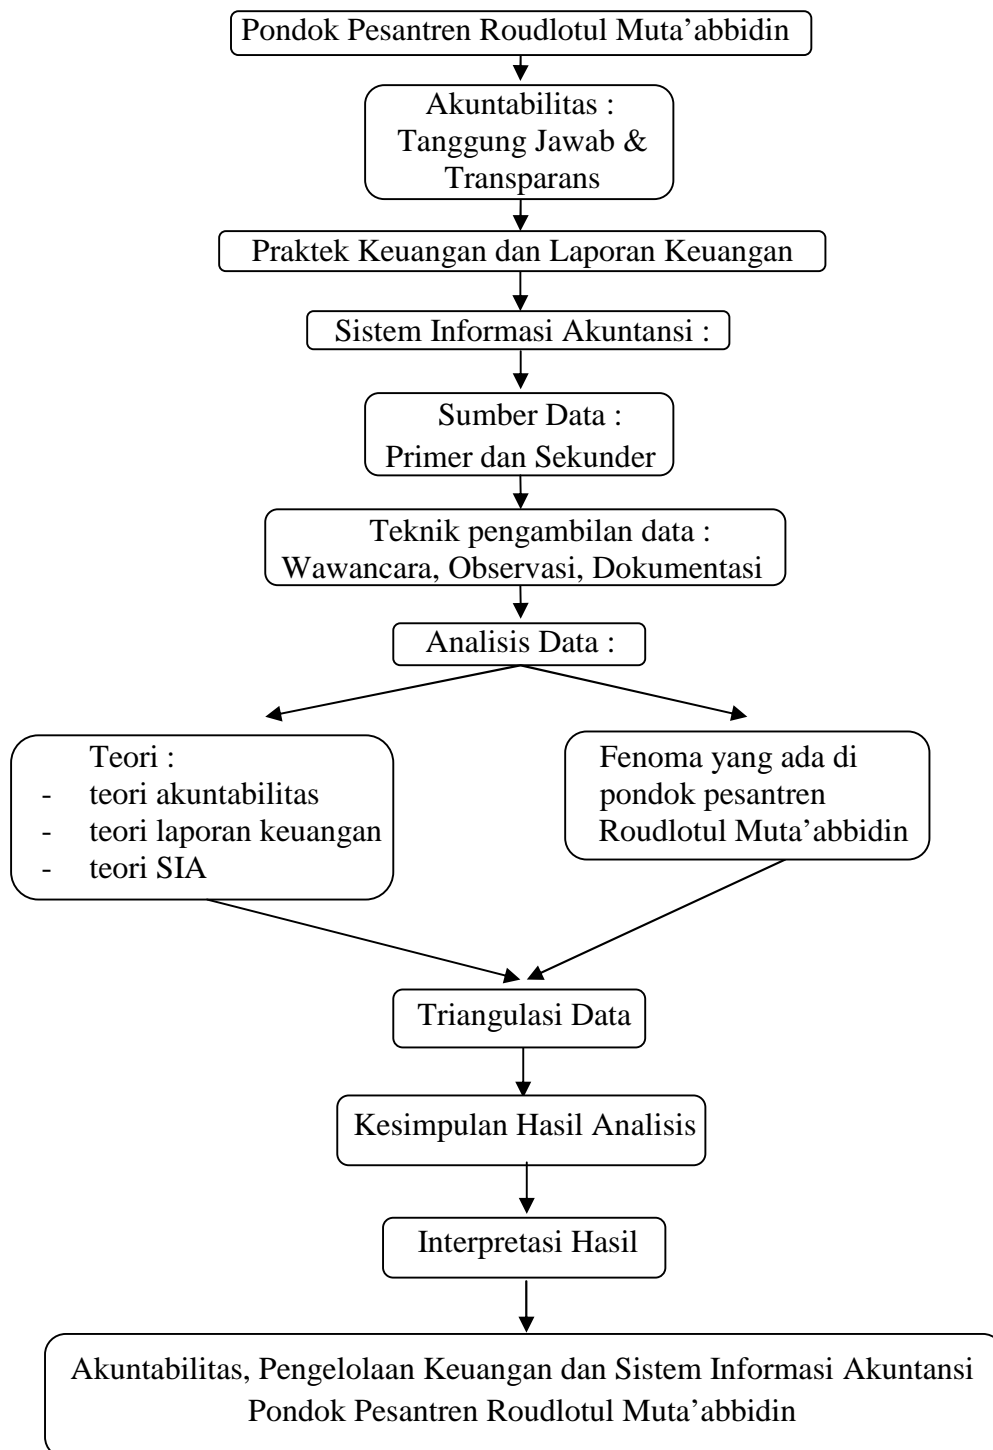 Pondok Pesantren Roudlotul Muta’abbidin
Akuntabilitas :
Tanggung Jawab &
Transparans
Praktek Keuangan dan Laporan Keuangan
Sistem Informasi Akuntansi :
Sumber Data :
Primer dan Sekunder
Teknik pengambilan data :
Wawancara, Observasi, Dokumentasi
Analisis Data :
Teori :
- teori akuntabilitas
- teori laporan keuangan
- teori SIA
Fenoma yang ada di
pondok pesantren
Roudlotul Muta’abbidin
Triangulasi Data
Kesimpulan Hasil Analisis
Interpretasi Hasil
Akuntabilitas, Pengelolaan Keuangan dan Sistem Informasi Akuntansi
Pondok Pesantren Roudlotul Muta’abbidin